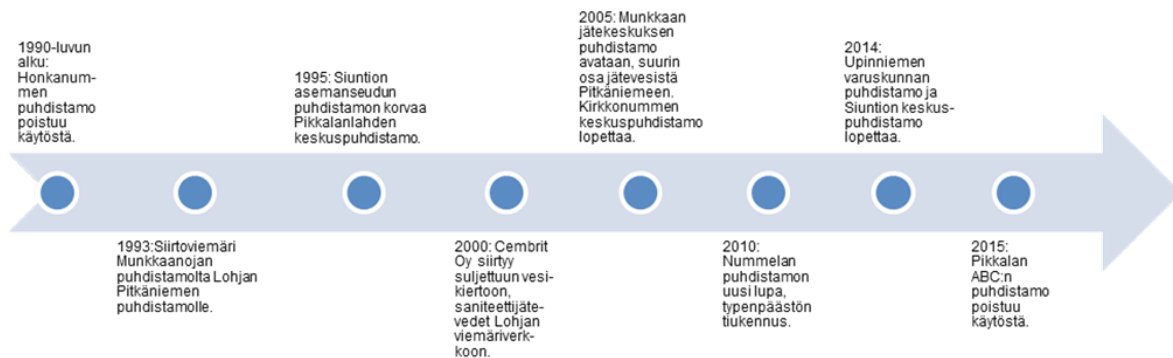 1990-luvun
alku:
Honkanum-
men
puhdistamo
poistuu
käytöstä.
1993:Siirtoviemäri
Munkkaanojan
puhdistamolta Lohjan
Pitkäniemen
puhdistamolle.
1995: Siuntion
asemanseudun
puhdistamon korvaa
Pikkalanlahden
keskuspuhdistamo.
2000: Cembrit
Oy siirtyy
suljettuun vesi-
kiertoon,
saniteettijäte-
vedet Lohjan
viemäriverk-
koon.
2005: Munkkaan
jätekeskuksen
puhdistamo
avataan, suurin
osa jätevesistä
Pitkäniemeen.
Kirkkonummen
keskuspuhdistamo
lopettaa.
2010:
Nummelan
puhdistamon
uusi lupa,
typenpäästön
tiukennus.
2014:
Upinniemen
varuskunnan
puhdistamo ja
Siuntion keskus-
puhdistamo
lopettaa.
2015:
Pikkalan
ABC:n
puhdistamo
poistuu
käytöstä.